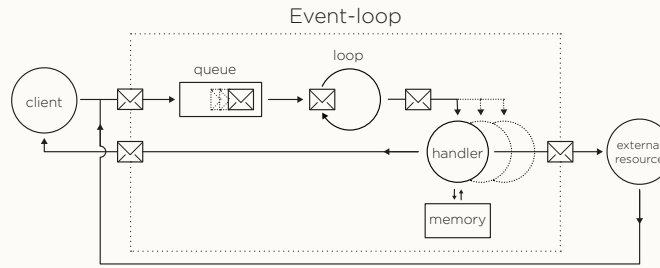 Event-loop
loop
queue
client
handler
external
resource
memory